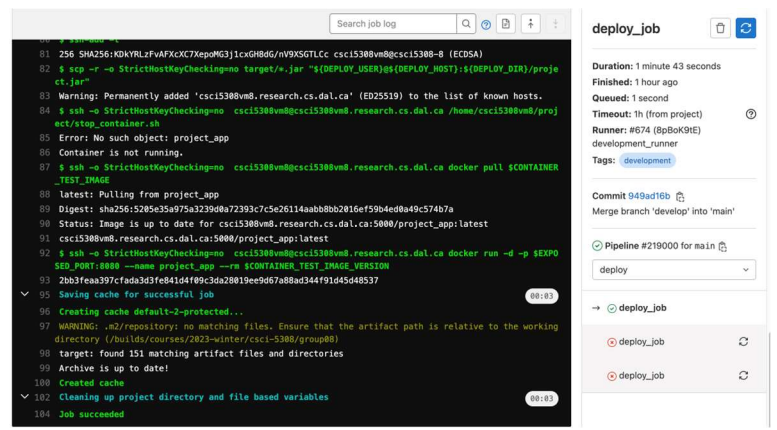 Search job log
80 $ ssh-add -l
81 256 SHA256:KDkYRLzFvAFXcXC7XepoMG3j1cxGH8dG/nV9XSGTLCc csci5308vm8@csci5308-8 (ECDSA)
82 $ scp -r -o StrictHostKeyChecking=no target/*.jar "${DEPLOY_USER}@${DEPLOY_HOST}:${DEPLOY_DIR}/proje
ct.jar"
83 Warning: Permanently added 'csci5308vm8.research.cs.dal.ca' (ED25519) to the list of known hosts.
84 $ ssh -o StrictHostKeyChecking=no csci5308vm8@csci5308vm8.research.cs.dal.ca /home/csci5308vm8/proj
ect/stop_container.sh
85 Error: No such object: project_app
86 Container is not running.
87 $ ssh -o StrictHostKeyChecking=no csci5308vm8@csci5308vm8.research.cs.dal.ca docker pull $CONTAINER
_TEST_IMAGE
88 latest: Pulling from project_app
89 Digest: sha256:5205e35a975a3239d0a72393c7c5e26114aabb8bb2016ef59b4ed0a49c574b7a
90 Status: Image is up to date for csci5308vm8.research.cs.dal.ca:5000/project_app:latest
91 csci5308vm8.research.cs.dal.ca:5000/project_app:latest
92 $ ssh -o StrictHostKeyChecking=no csci5308vm8@csci5308vm8.research.cs.dal.ca docker run -d -p $EXPO
SED_PORT:8080 --name project_app --rm $CONTAINER_TEST_IMAGE_VERSION
93 2bb3feaa397cfada3d3fe841d4f09c3da28019ee9d67a88ad344f91d45d48537
95 Saving cache for successful job 00:03
96 Creating cache default-2-protected...
97 WARNING: .m2/repository: no matching files. Ensure that the artifact path is relative to the working
directory (/builds/courses/2023-winter/csci-5308/group08)
98 target: found 151 matching artifact files and directories
99 Archive is up to date!
100 Created cache
102 Cleaning up project directory and file based variables 00:03
104 Job succeeded
deploy_job
Duration: 1 minute 43 seconds
Finished: 1 hour ago
Queued: 1 second
Timeout: 1h (from project)
Runner: #674 (8pBoK9tE)
development_runner
Tags: development
Commit 949ad16b
Merge branch 'develop' into 'main'
Pipeline #219000 for main
deploy
→ deploy_job
deploy_job
deploy_job